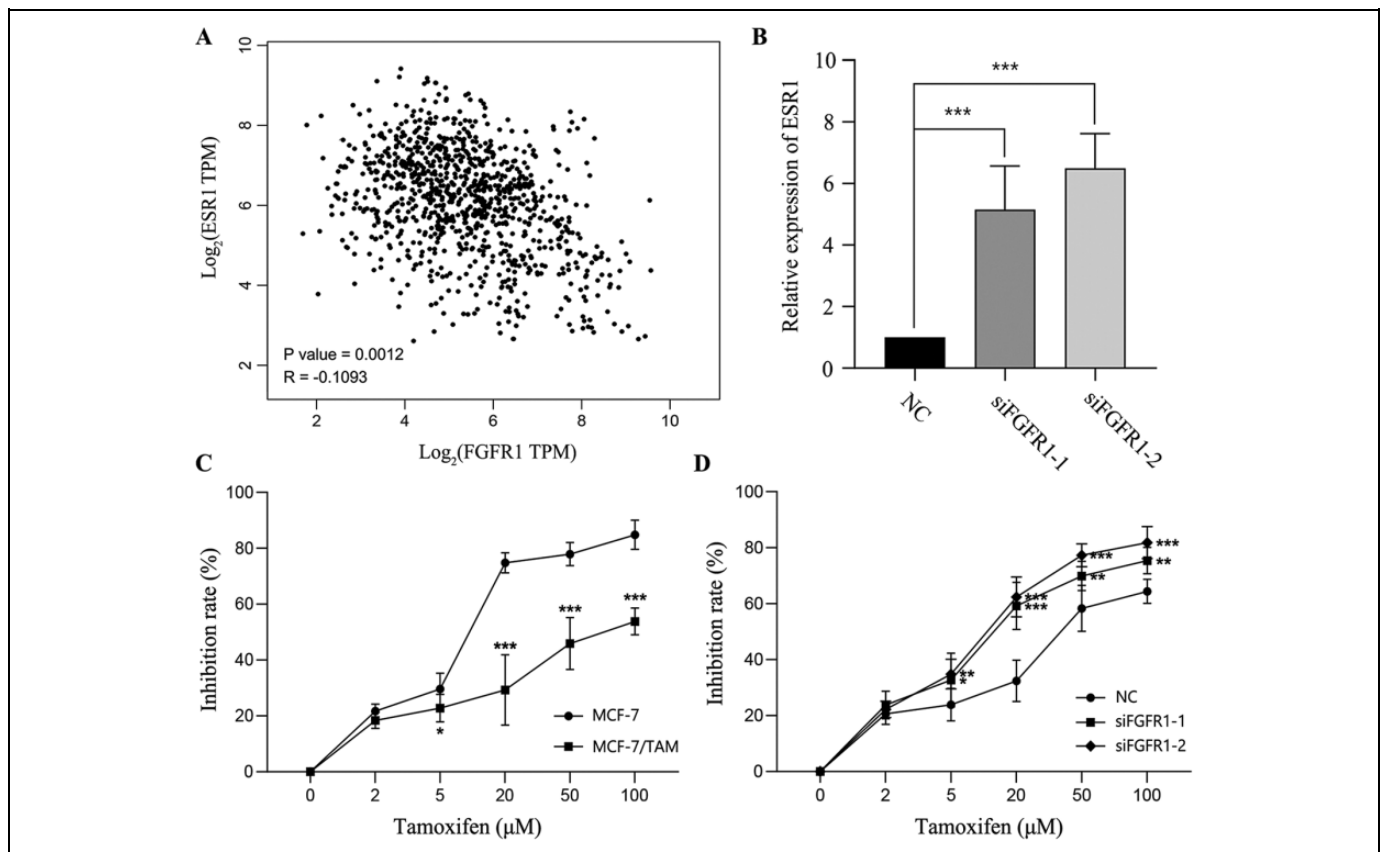 A
10
8
6
4
2
Log2(ESR1 TPM)
P value = 0.0012
R = -0.1093
2 4 6 8 10
Log2(FGFR1 TPM)
B
10
8
6
4
2
0
Relative expression of ESR1
***
***
NC
siFGFR1-1
siFGFR1-2
C
100
80
60
40
20
0
Inhibition rate (%)
*
***
***
***
MCF-7
MCF-7/TAM
0 2 5 20 50 100
Tamoxifen (μM)
D
100
80
60
40
20
0
Inhibition rate (%)
**
*
***
***
***
**
***
**
NC
siFGFR1-1
siFGFR1-2
0 2 5 20 50 100
Tamoxifen (μM)